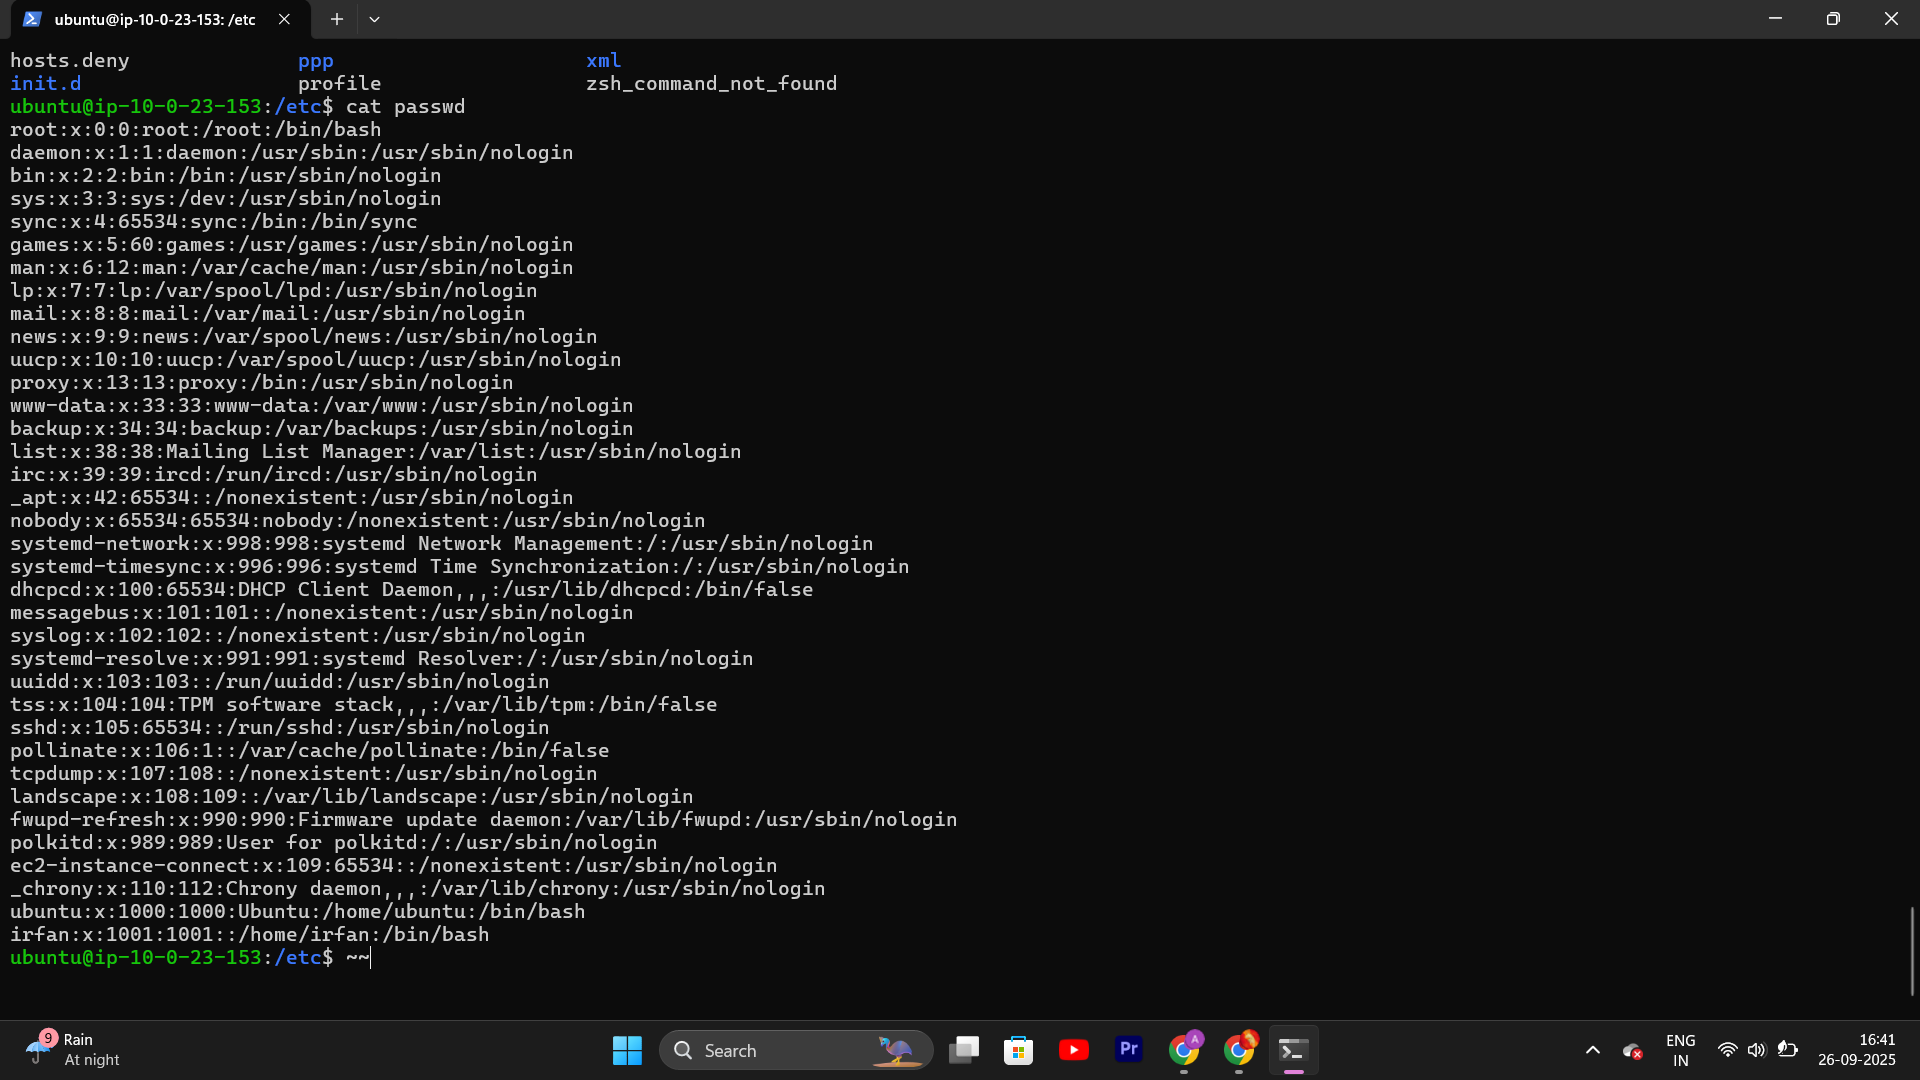 ubuntu@ip-10-0-23-153: /etc
hosts.deny ppp xml
init.d profile zsh_command_not_found
ubuntu@ip-10-0-23-153:/etc$ cat passwd
root:x:0:0:root:/root:/bin/bash
daemon:x:1:1:daemon:/usr/sbin:/usr/sbin/nologin
bin:x:2:2:bin:/bin:/usr/sbin/nologin
sys:x:3:3:sys:/dev:/usr/sbin/nologin
sync:x:4:65534:sync:/bin:/bin/sync
games:x:5:60:games:/usr/games:/usr/sbin/nologin
man:x:6:12:man:/var/cache/man:/usr/sbin/nologin
lp:x:7:7:lp:/var/spool/lpd:/usr/sbin/nologin
mail:x:8:8:mail:/var/mail:/usr/sbin/nologin
news:x:9:9:news:/var/spool/news:/usr/sbin/nologin
uucp:x:10:10:uucp:/var/spool/uucp:/usr/sbin/nologin
proxy:x:13:13:proxy:/bin:/usr/sbin/nologin
www-data:x:33:33:www-data:/var/www:/usr/sbin/nologin
backup:x:34:34:backup:/var/backups:/usr/sbin/nologin
list:x:38:38:Mailing List Manager:/var/list:/usr/sbin/nologin
irc:x:39:39:ircd:/run/ircd:/usr/sbin/nologin
_apt:x:42:65534::/nonexistent:/usr/sbin/nologin
nobody:x:65534:65534:nobody:/nonexistent:/usr/sbin/nologin
systemd-network:x:998:998:systemd Network Management:/:/usr/sbin/nologin
systemd-timesync:x:996:996:systemd Time Synchronization:/:/usr/sbin/nologin
dhcpcd:x:100:65534:DHCP Client Daemon,,,:/usr/lib/dhcpcd:/bin/false
messagebus:x:101:101::/nonexistent:/usr/sbin/nologin
syslog:x:102:102::/nonexistent:/usr/sbin/nologin
systemd-resolve:x:991:991:systemd Resolver:/:/usr/sbin/nologin
uuidd:x:103:103::/run/uuidd:/usr/sbin/nologin
tss:x:104:104:TPM software stack,,,:/var/lib/tpm:/bin/false
sshd:x:105:65534::/run/sshd:/usr/sbin/nologin
pollinate:x:106:1::/var/cache/pollinate:/bin/false
tcpdump:x:107:108::/nonexistent:/usr/sbin/nologin
landscape:x:108:109::/var/lib/landscape:/usr/sbin/nologin
fwupd-refresh:x:990:990:Firmware update daemon:/var/lib/fwupd:/usr/sbin/nologin
polkitd:x:989:989:User for polkitd:/:/usr/sbin/nologin
ec2-instance-connect:x:109:65534::/nonexistent:/usr/sbin/nologin
_chrony:x:110:112:Chrony daemon,,,:/var/lib/chrony:/usr/sbin/nologin
ubuntu:x:1000:1000:Ubuntu:/home/ubuntu:/bin/bash
irfan:x:1001:1001::/home/irfan:/bin/bash
ubuntu@ip-10-0-23-153:/etc$ ~~
9 Rain
At night
Search
Pr
A
ENG
IN
16:41
26-09-2025